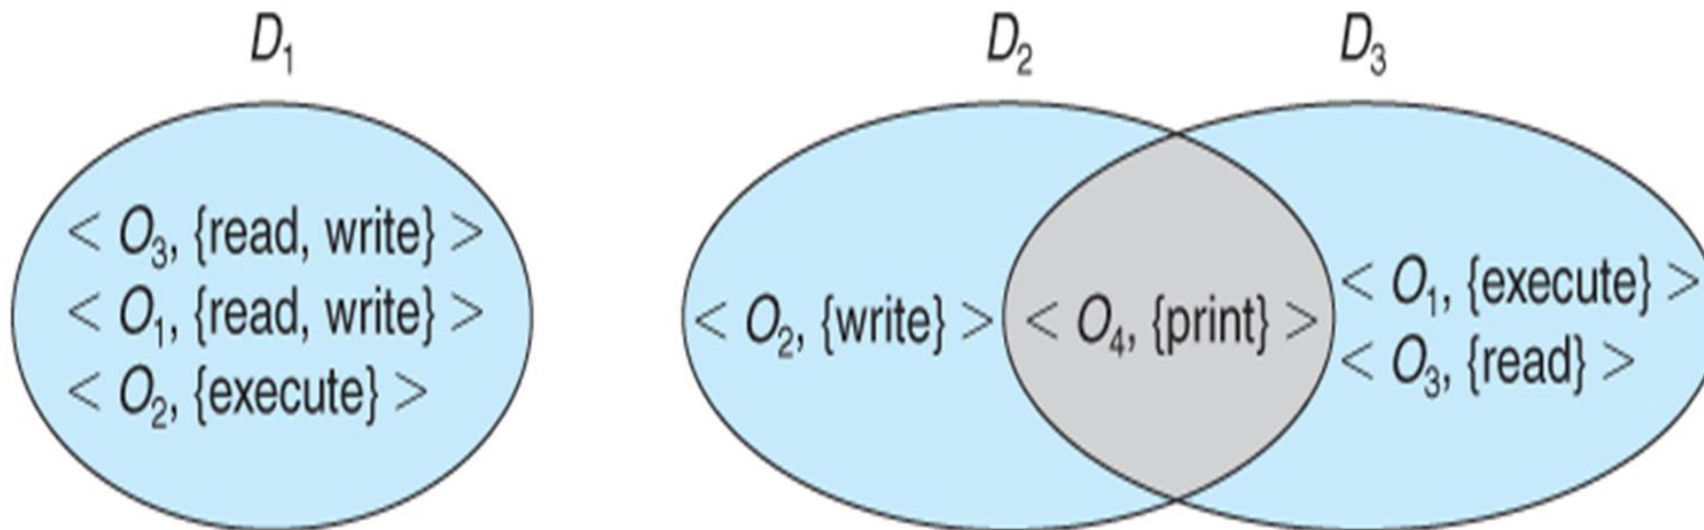 D₁
D₂
D₃
< O₃, {read, write} >
< O₁, {read, write} >
< O₂, {execute} >
< O₂, {write} >
< O₄, {print} >
< O₁, {execute} >
< O₃, {read} >